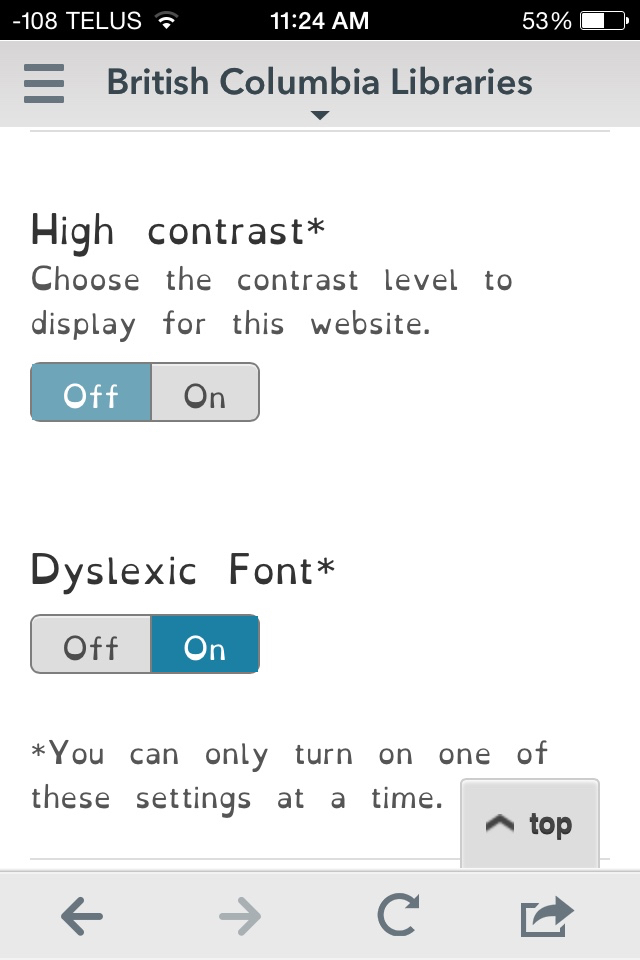 -108 TELUS 11:24 AM 53%
British Columbia Libraries
High contrast*
Choose the contrast level to
display for this website.
Off On
Dyslexic Font*
Off On
*You can only turn on one of
these settings at a time.
top